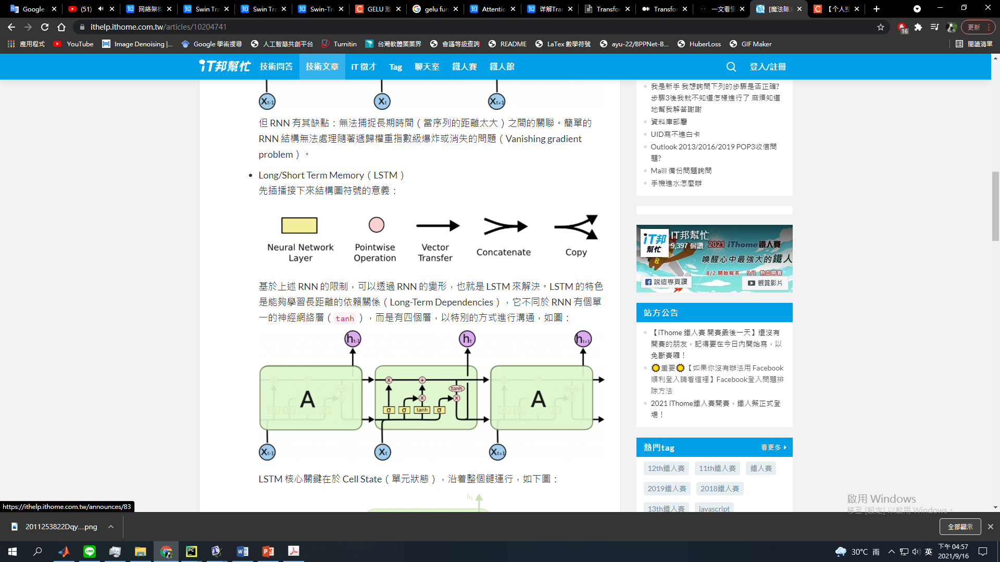 Google
(51)
网络架构
Swin Tra
Swin Tra
Swin-Tra
GELU 激
gelu fun
Attentio
详解Tran
Transfor
Transfor
一文看懂
[魔法陣
【个人整
ithelp.ithome.com.tw/articles/10204741
16
更新
應用程式
YouTube
Image Denoising |...
Google 學術搜尋
人工智慧共創平台
Turnitin
台灣軟體業業界
會議等級查詢
README
LaTex 數學符號
ayu-22/BPPNet-B...
HuberLoss
GIF Maker
閱讀清單
iT邦幫忙
技術問答
技術文章
iT 徵才
Tag
聊天室
鐵人賽
鐵人館
登入/註冊
Xt-1
Xt
Xt+1
但 RNN 有其缺點：無法捕捉長期時間（當序列的距離太大）之間的關聯。簡單的
RNN 結構無法處理隨著遞歸權重指數級爆炸或消失的問題（Vanishing gradient
problem）。
Long/Short Term Memory（LSTM）
先插播接下來結構圖符號的意義：
Neural Network
Layer
Pointwise
Operation
Vector
Transfer
Concatenate
Copy
基於上述 RNN 的限制，可以透過 RNN 的變形，也就是 LSTM 來解決。LSTM 的特色
是能夠學習長距離的依賴關係（Long-Term Dependencies），它不同於 RNN 有個單
一的神經網絡層（tanh），而是有四個層，以特別的方式進行溝通，如圖：
ht-1
ht
ht+1
A
x
+
tanh
x
x
σ
σ
tanh
σ
A
Xt-1
Xt
Xt+1
LSTM 核心關鍵在於 Cell State（單元狀態），沿着整個鏈運行，如下圖：
ht
我是新手 我想詢問下列的步驟是否正確?
步驟3後我就不知道怎樣進行了 麻煩知道
地幫我解答謝謝
資料庫部屬
UID寫不進白卡
Outlook 2013/2016/2019 POP3收信問
題?
Maill 備份問題詢問
手機進水怎麼辦
iT邦
幫忙
iT邦幫忙
9,397 個讚
2021 iThome 鐵人賽
喚醒心中最強大的鐵人
8/2 開始報名 9/1 熱血開賽
說這專頁讚
觀賞影片
站方公告
【iThome 鐵人賽 開賽最後一天】還沒有
開賽的朋友，記得要在今日內開始寫，以
免斷賽囉！
重要【如果你沒有辦法用 Facebook
順利登入請看這裡】Facebook登入問題排
除方法
2021 iThome鐵人賽開賽，鐵人祭正式登
場！
熱門tag
看更多
12th鐵人賽
11th鐵人賽
鐵人賽
2019鐵人賽
2018鐵人賽
13th鐵人賽
javascript
啟用 Windows
移至 [設定] 以啟用 Windows。
https://ithelp.ithome.com.tw/announces/83
2011253822Dqy....png
全部顯示
30°C 雨
英
下午 04:57
2021/9/16